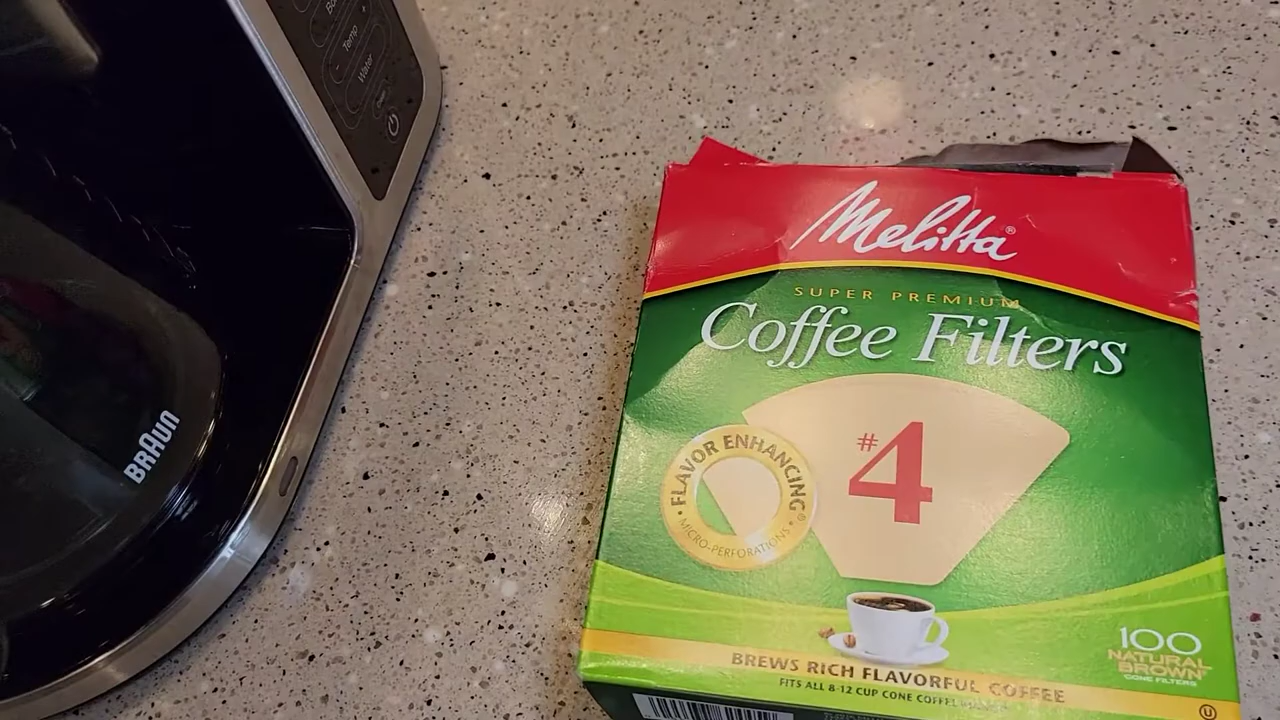 Temp
Water
BRAUN
Melitta®
SUPER PREMIUM
Coffee Filters
#4
• FLAVOR ENHANCING ®
• MICRO-PERFORATIONS •
100
NATURAL
BROWN
CONE FILTERS
BREWS RICH FLAVORFUL COFFEE
FITS ALL 8-12 CUP CONE
U